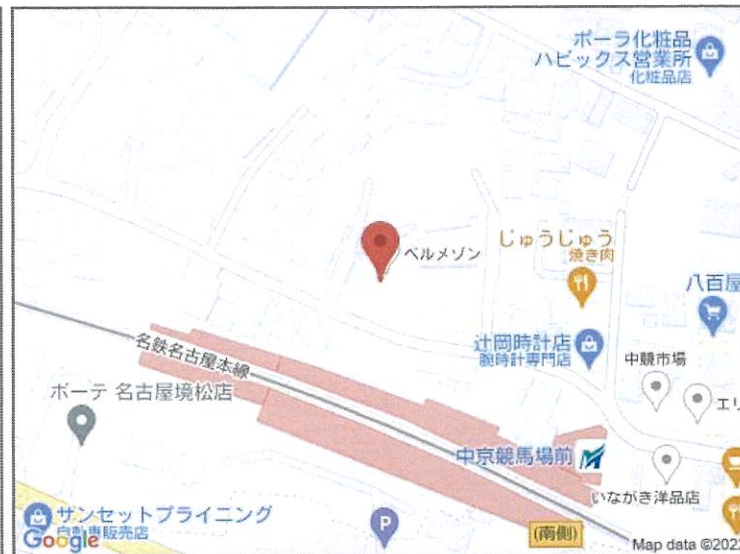 ポーラ化粧品
ハピックス営業所
化粧品店
ベルメゾン
じゅうじゅう
焼き肉
八百屋
辻岡時計店
腕時計専門店
中競市場
エリ
名鉄名古屋本線
ボーテ 名古屋境松店
中京競馬場前
いながき洋品店
サンセットプライニング
自動車販売店
P
(南側)
Google
Map data ©202